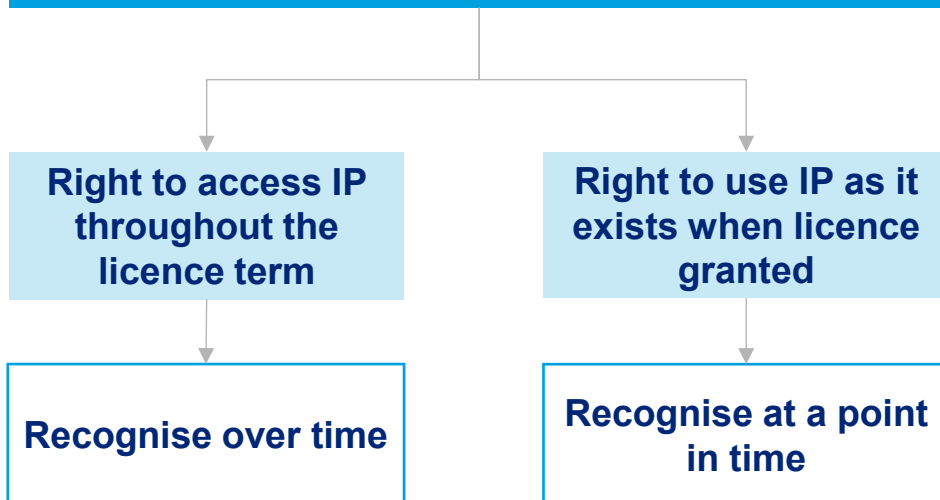 Right to access IP
throughout the
licence term
Right to use IP as it
exists when licence
granted
Recognise over time
Recognise at a point
in time